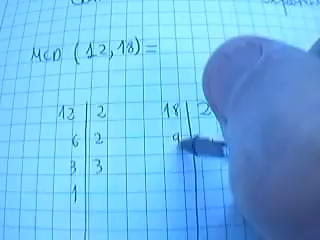 MCD (12,18)=
12 | 2 18 | 2
6 | 2 9 |
3 | 3
1 |